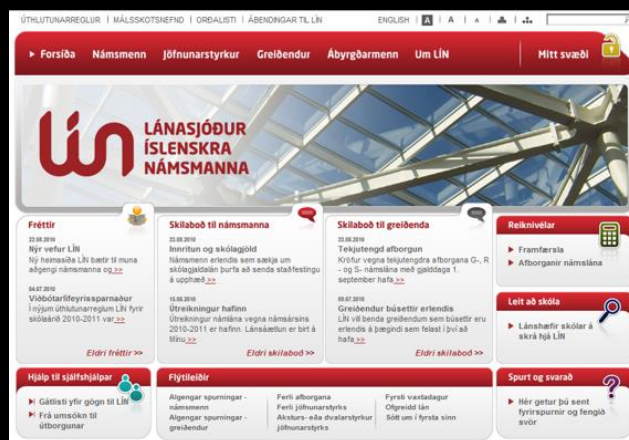 ÚTHLUTUNARREGLUR | MÁLSSKOTSNEFND | ORÐALISTI | ÁBENDINGAR TIL LÍN
ENGLISH | A | A | A
Forsíða Námsmenn Jöfnunarstyrkur Greiðendur Ábyrgðarmenn Um LÍN Mitt svæði
lín
LÁNASJÓÐUR
ÍSLENSKRA
NÁMSMANNA
Fréttir
23.08.2010
Nýr vefur LÍN
Ný heimasíða LÍN bætir til muna
aðgengi námsmanna og >>
04.07.2010
Viðbótarlífeyrissparnaður
Í nýjum úthlutunarreglum LÍN fyrir
skólaárið 2010-2011 var >>
Eldri fréttir >>
Skilaboð til námsmanna
23.08.2010
Innritun og skólagjöld
Námsmenn erlendis sem sækja um
skólagjaldalán þurfa að senda staðfestingu
á upphæð >>
15.08.2010
Útreikningur hafinn
Útreikningur námlána vegna námsársins
2010-2011 er hafinn. Lánsáætlun er birt á
Mínu >>
Eldri skilaboð >>
Skilaboð til greiðenda
23.08.2010
Tekjutengd afborgun
Kröfur vegna tekjutengdra afborgana G-, R
- og S- námslána með gjalddaga 1.
september hafa >>
09.07.2010
Greiðendur búsettir erlendis
LÍN vill benda greiðendum sem búsettir eru
erlendis á þægindi sem felast í því að
hafa >>
Eldri skilaboð >>
Reiknivélar
Framfærsla
Afborganir námslána
Leit að skóla
Lánshæfir skólar á
skrá hjá LÍN
Hjálp til sjálfshjálpar
Gátlisti yfir gögn til LÍN
Frá umsókn til
útborgunar
Flýtileiðir
Algengar spurningar -
námsmenn
Algengar spurningar -
greiðendur
Ferli afborgana
Ferli jöfnunarstyrks
Aksturs- eða dvalarstyrkur
jöfnunarstyrks
Fyrsti vaxtadagur
Ofgreidd lán
Sótt um í fyrsta sinn
Spurt og svarað
Hér getur þú sent
fyrirspurnir og fengið
svör